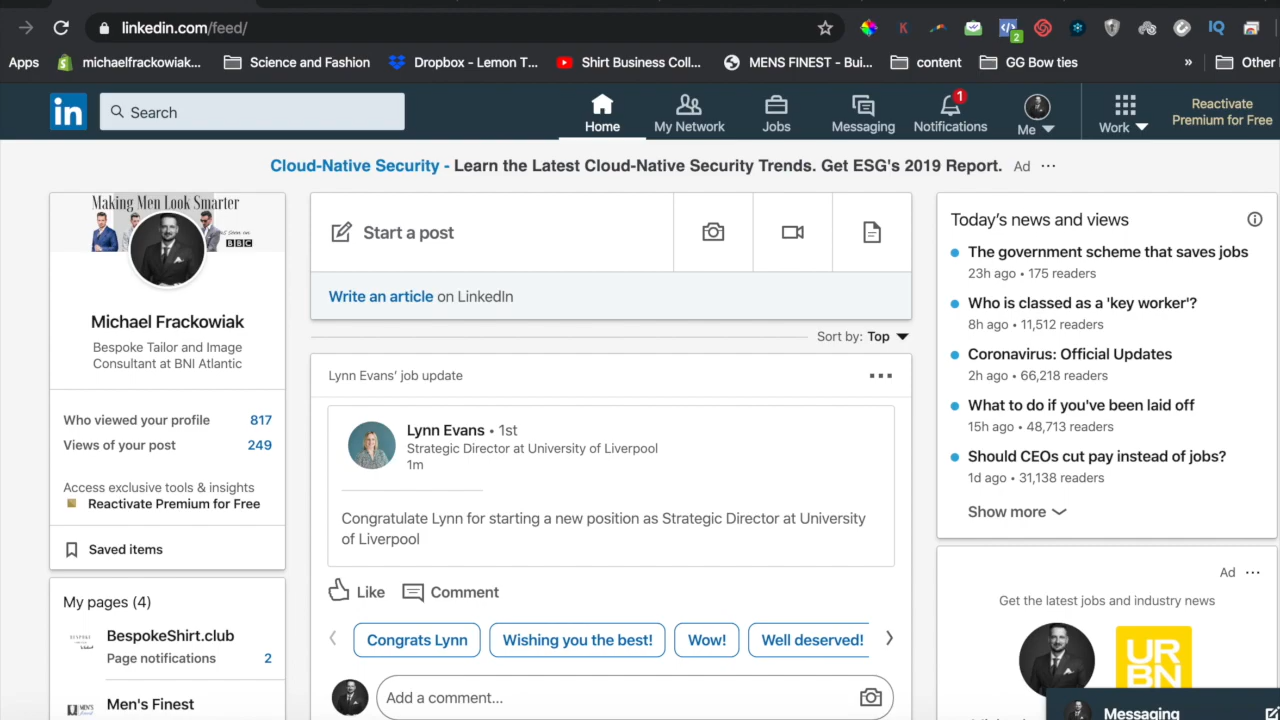 linkedin.com/feed/
2
K
IQ
Apps
michaelfrackowiak...
Science and Fashion
Dropbox - Lemon T...
Shirt Business Coll...
MENS FINEST - Bui...
content
GG Bow ties
»
Other
in
Search
Home
My Network
Jobs
Messaging
1
Notifications
Me
Work
Reactivate
Premium for Free
Cloud-Native Security - Learn the Latest Cloud-Native Security Trends. Get ESG's 2019 Report. Ad ...
Making Men Look Smarter
as seen in
BBC
Michael Frackowiak
Bespoke Tailor and Image
Consultant at BNI Atlantic
Who viewed your profile 817
Views of your post 249
Access exclusive tools & insights
Reactivate Premium for Free
Saved items
My pages (4)
BespokeShirt.club
Page notifications 2
Men's Finest
Start a post
Write an article on LinkedIn
Sort by: Top
Lynn Evans' job update
Lynn Evans • 1st
Strategic Director at University of Liverpool
1m
Congratulate Lynn for starting a new position as Strategic Director at University
of Liverpool
Like Comment
Congrats Lynn
Wishing you the best!
Wow!
Well deserved!
Add a comment...
Today's news and views
The government scheme that saves jobs
23h ago • 175 readers
Who is classed as a 'key worker'?
8h ago • 11,512 readers
Coronavirus: Official Updates
2h ago • 66,218 readers
What to do if you've been laid off
15h ago • 48,713 readers
Should CEOs cut pay instead of jobs?
1d ago • 31,138 readers
Show more
Ad ...
Get the latest jobs and industry news
UR
BN
Messaging